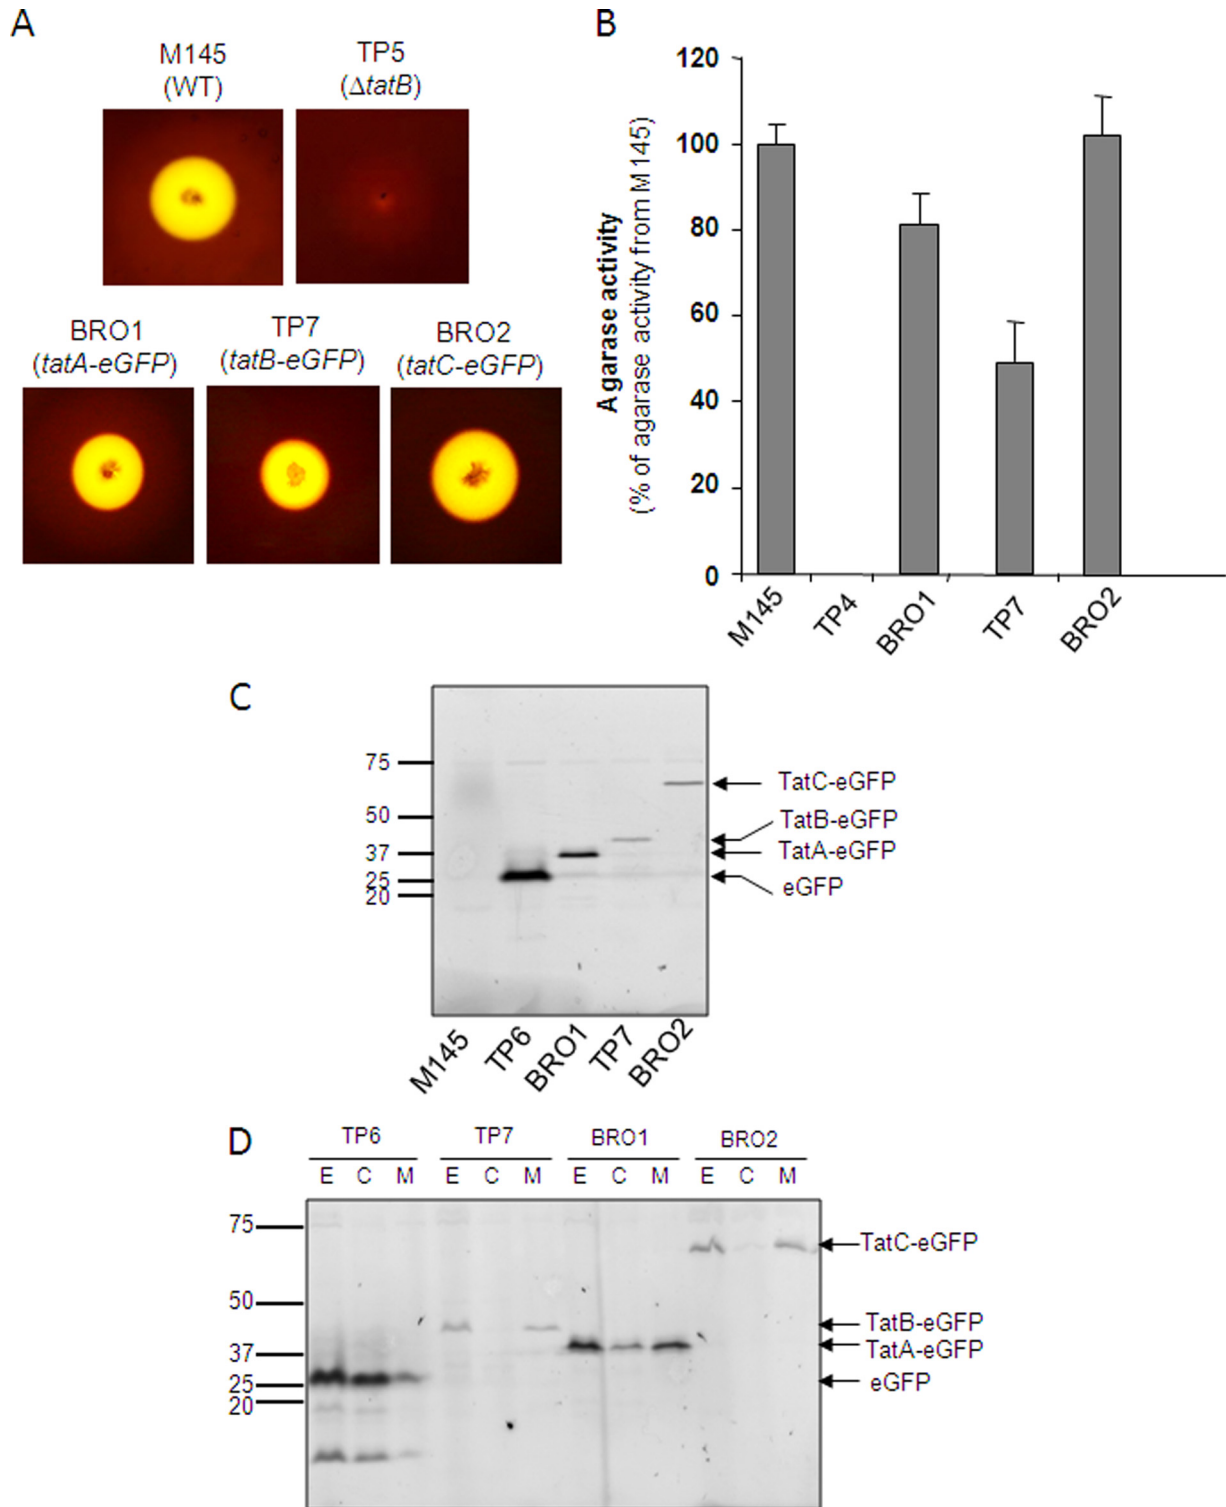 A
M145
(WT)
TP5
(ΔtatB)
BRO1
(tatA-eGFP)
TP7
(tatB-eGFP)
BRO2
(tatC-eGFP)
B
Agarase activity
(% of agarase activity from M145)
120
100
80
60
40
20
0
M145
TP4
BRO1
TP7
BRO2
C
75
50
37
25
20
TatC-eGFP
TatB-eGFP
TatA-eGFP
eGFP
M145
TP6
BRO1
TP7
BRO2
D
TP6
TP7
BRO1
BRO2
E C M E C M E C M E C M
75
50
37
25
20
TatC-eGFP
TatB-eGFP
TatA-eGFP
eGFP